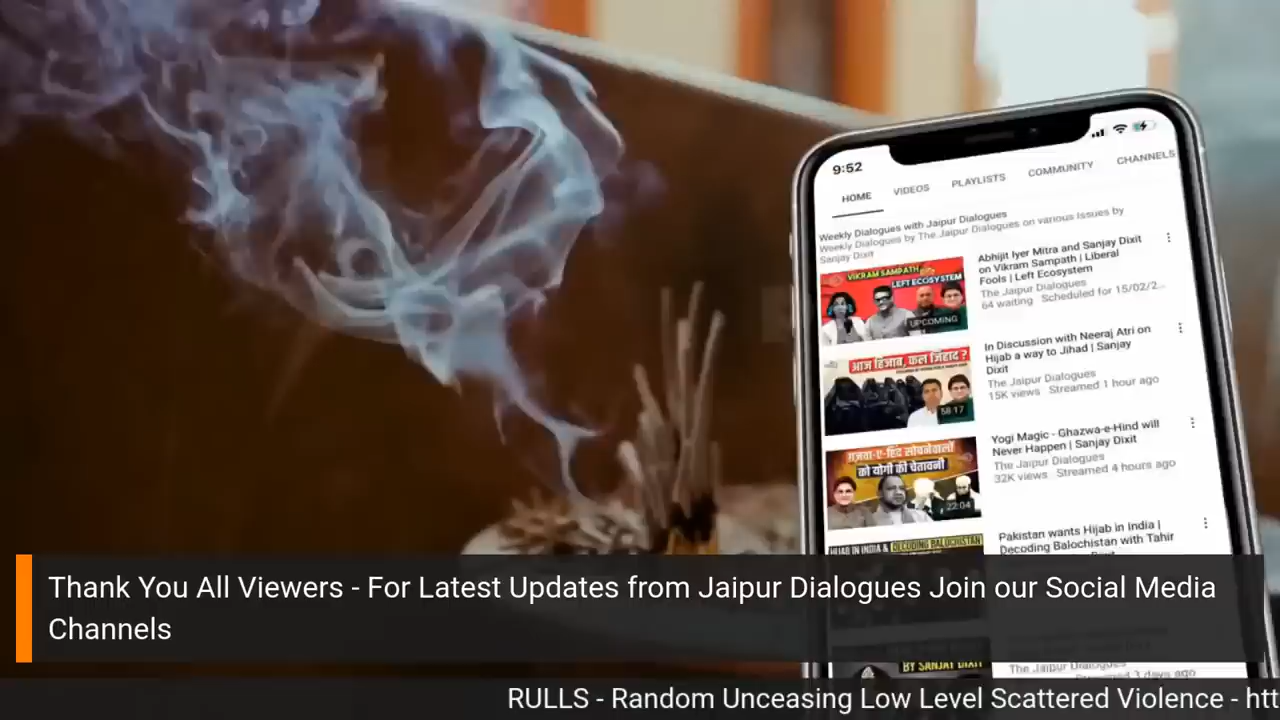 9:52
HOME VIDEOS PLAYLISTS COMMUNITY CHANNELS
Weekly Dialogues with Jaipur Dialogues
Weekly Dialogues by The Jaipur Dialogues on various Issues by
Sanjay Dixit
VIKRAM SAMPATH
LEFT ECOSYSTEM
UPCOMING
Abhijit Iyer Mitra and Sanjay Dixit
on Vikram Sampath | Liberal
Fools | Left Ecosystem
The Jaipur Dialogues
64 waiting Scheduled for 15/02/2...
आज हिजाब, कल जिहाद ?
58:17
In Discussion with Neeraj Atri on
Hijab a way to Jihad | Sanjay
Dixit
The Jaipur Dialogues
15K views Streamed 1 hour ago
गज़वा-ए-हिंद सोचनेवालों
को योगी की चेतावनी
22:04
Yogi Magic - Ghazwa-e-Hind will
Never Happen | Sanjay Dixit
The Jaipur Dialogues
32K views Streamed 4 hours ago
HIJAB IN INDIA & DECODING BALOCHISTAN
Pakistan wants Hijab in India |
Decoding Balochistan with Tahir
BY SANJAY DIXIT
The Jaipur Dialogues
Streamed 3 days ago
Thank You All Viewers - For Latest Updates from Jaipur Dialogues Join our Social Media
Channels
RULLS - Random Unceasing Low Level Scattered Violence - htt